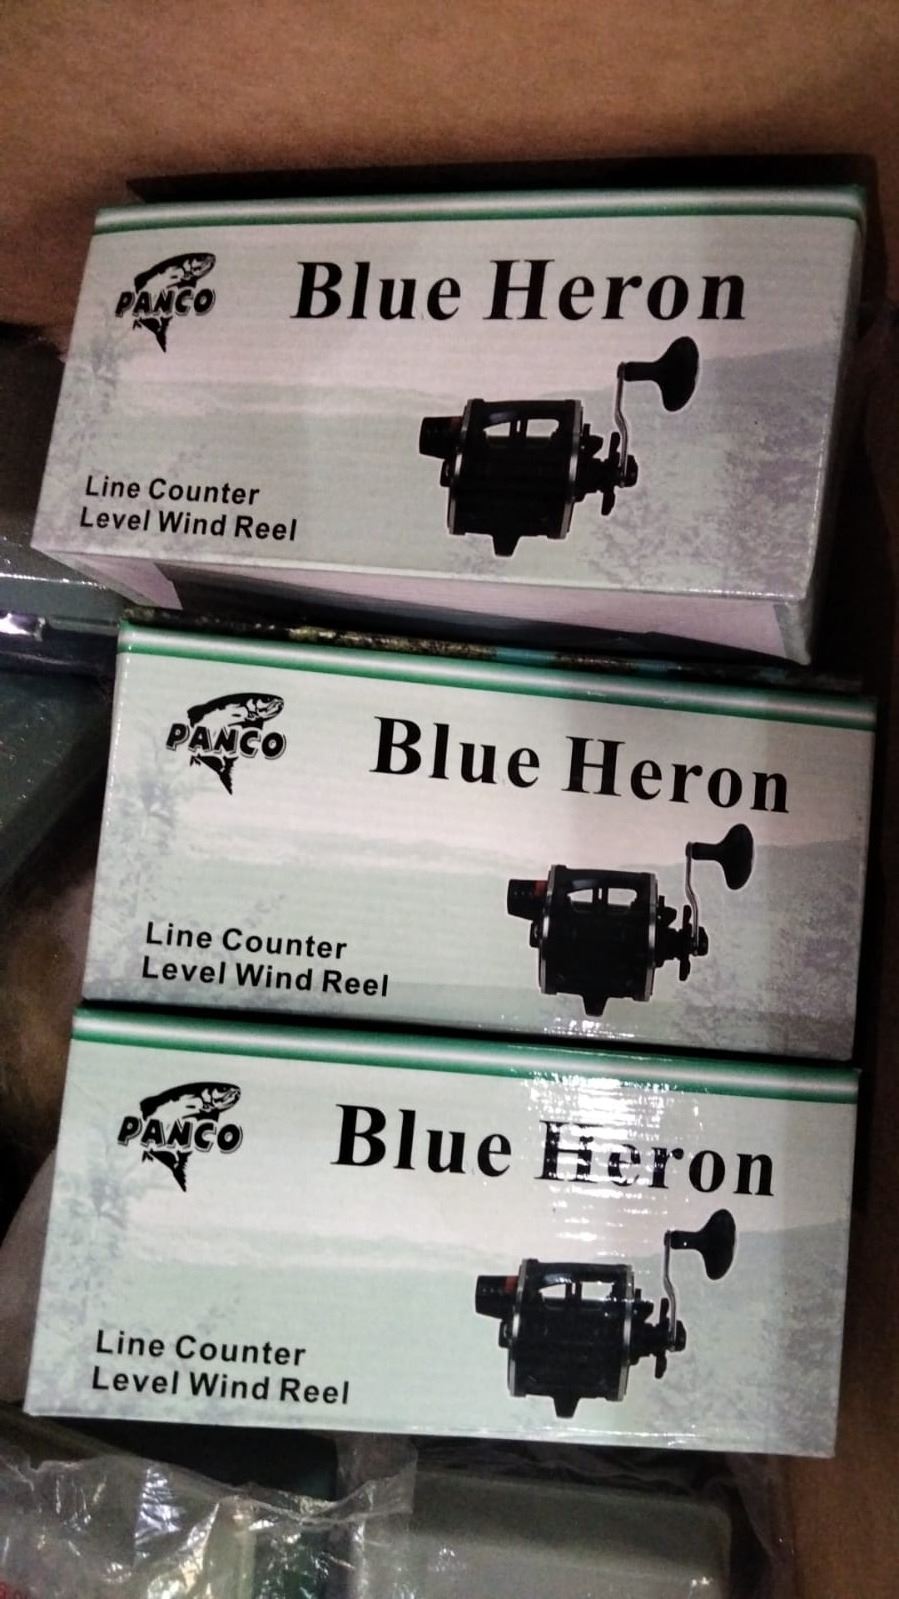 PANCO
Blue Heron
Line Counter
Level Wind Reel
PANCO
Blue Heron
Line Counter
Level Wind Reel
PANCO
Blue Heron
Line Counter
Level Wind Reel